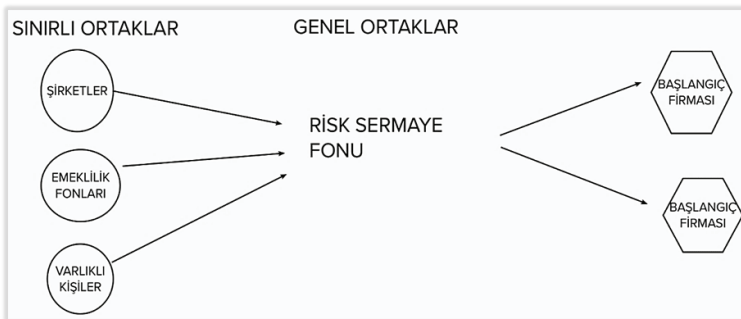 SINIRLI ORTAKLAR
GENEL ORTAKLAR
ŞİRKETLER
EMEKLİLİK
FONLARI
VARLIKLI
KİŞİLER
RİSK SERMAYE
FONU
BAŞLANGIÇ
FİRMASI
BAŞLANGIÇ
FİRMASI